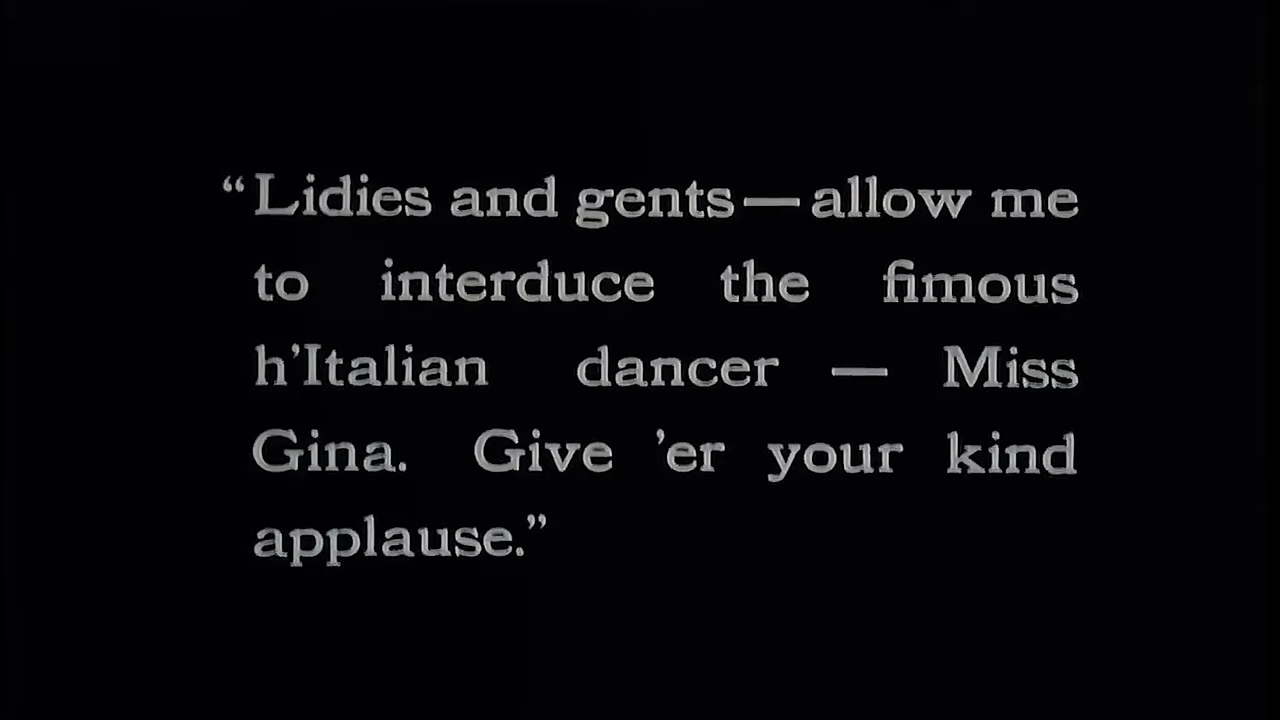 “Lidies and gents—allow me
to interduce the fimous
h’Italian dancer — Miss
Gina. Give ’er your kind
applause.”